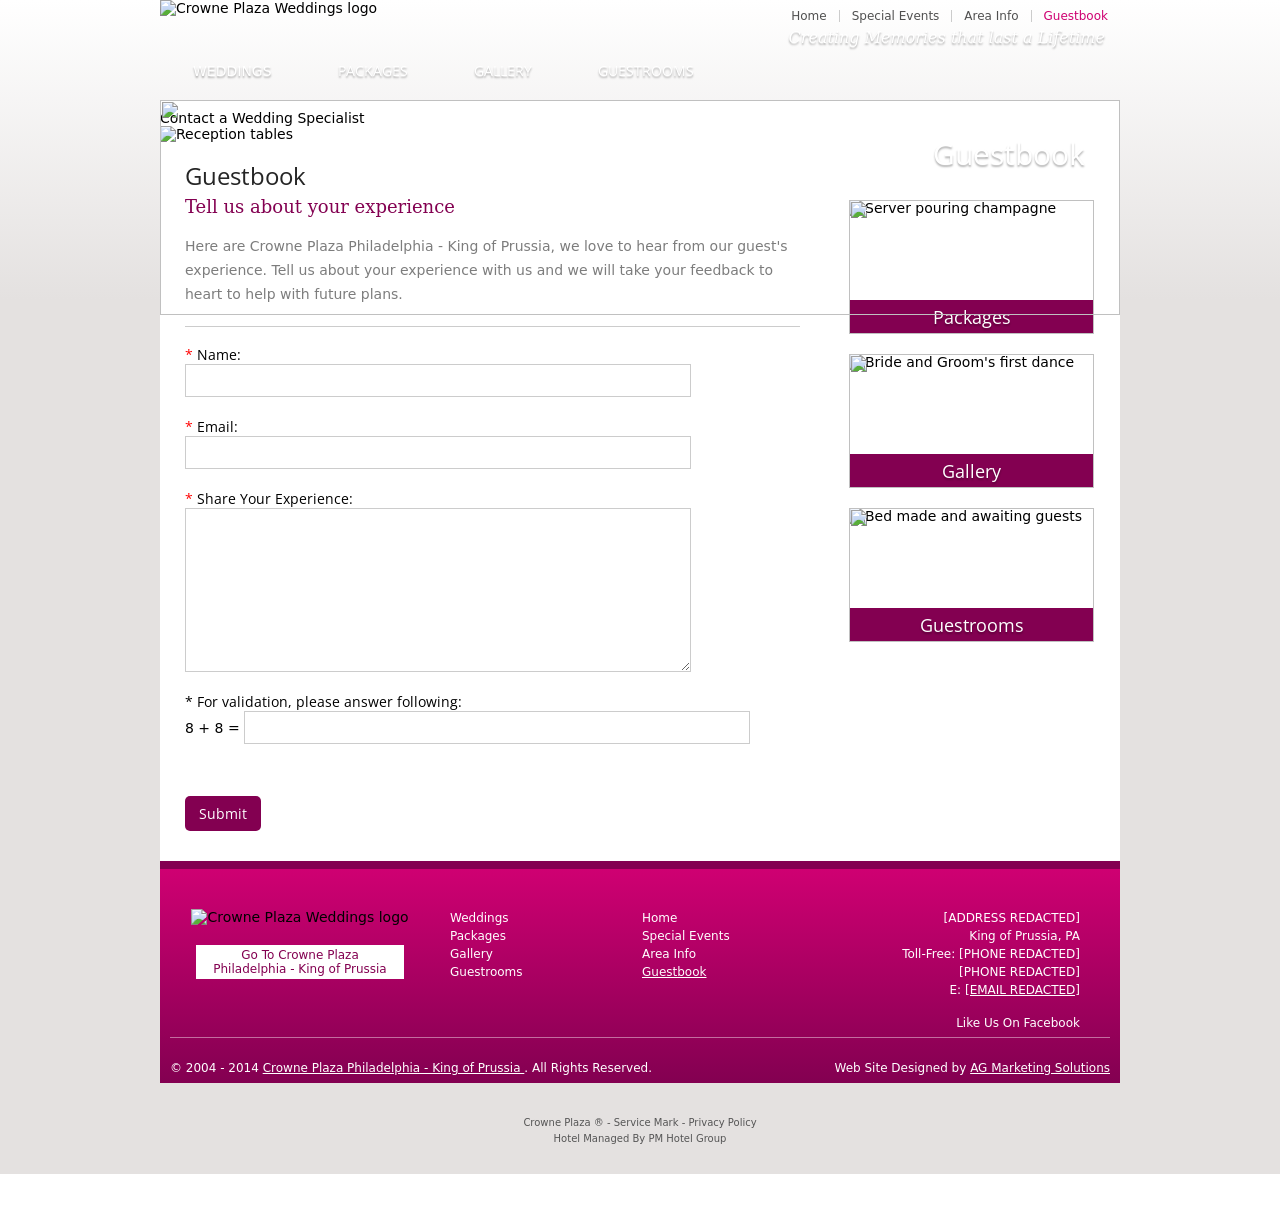 Crowne Plaza Weddings logo
Home
Special Events
Area Info
Guestbook
Creating Memories that last a Lifetime
WEDDINGS
PACKAGES
GALLERY
GUESTROOMS
Contact a Wedding Specialist
Reception tables
Guestbook
Guestbook
Tell us about your experience
Here are Crowne Plaza Philadelphia - King of Prussia, we love to hear from our guest's
experience. Tell us about your experience with us and we will take your feedback to
heart to help with future plans.
* Name:
* Email:
* Share Your Experience:
* For validation, please answer following:
8 + 8 =
Submit
Server pouring champagne
Packages
Bride and Groom's first dance
Gallery
Bed made and awaiting guests
Guestrooms
Crowne Plaza Weddings logo
Go To Crowne Plaza
Philadelphia - King of Prussia
Weddings
Packages
Gallery
Guestrooms
Home
Special Events
Area Info
Guestbook
[ADDRESS REDACTED]
King of Prussia, PA
Toll-Free: [PHONE REDACTED]
[PHONE REDACTED]
E: [EMAIL REDACTED]
Like Us On Facebook
© 2004 - 2014 Crowne Plaza Philadelphia - King of Prussia . All Rights Reserved.
Web Site Designed by AG Marketing Solutions
Crowne Plaza ® - Service Mark - Privacy Policy
Hotel Managed By PM Hotel Group